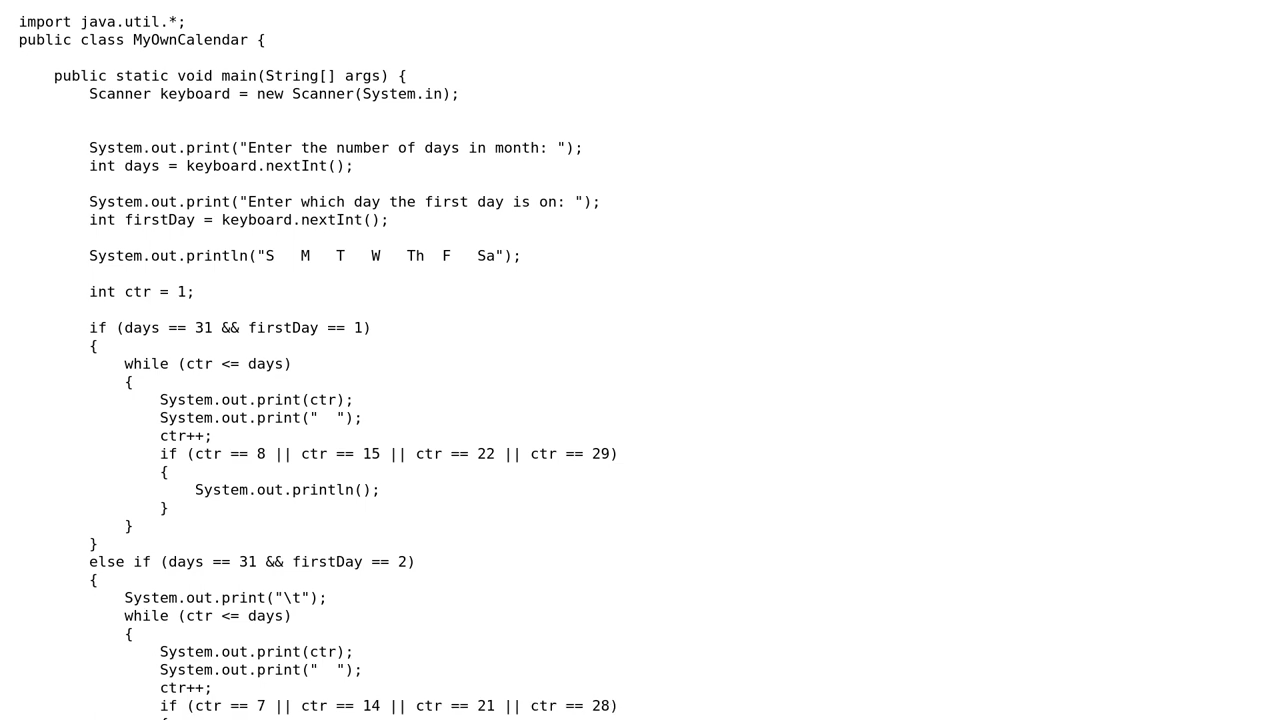 import java.util.*;
public class MyOwnCalendar {
    public static void main(String[] args) {
        Scanner keyboard = new Scanner(System.in);
        System.out.print("Enter the number of days in month: ");
        int days = keyboard.nextInt();
        System.out.print("Enter which day the first day is on: ");
        int firstDay = keyboard.nextInt();
        System.out.println("S   M   T   W   Th  F   Sa");
        int ctr = 1;
        if (days == 31 && firstDay == 1)
        {
            while (ctr <= days)
            {
                System.out.print(ctr);
                System.out.print("  ");
                ctr++;
                if (ctr == 8 || ctr == 15 || ctr == 22 || ctr == 29)
                {
                    System.out.println();
                }
            }
        }
        else if (days == 31 && firstDay == 2)
        {
            System.out.print("\t");
            while (ctr <= days)
            {
                System.out.print(ctr);
                System.out.print("  ");
                ctr++;
                if (ctr == 7 || ctr == 14 || ctr == 21 || ctr == 28)
                {